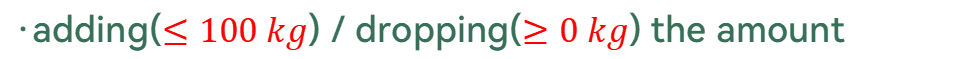 ·adding(≤ 100 kg) / dropping(≥ 0 kg) the amount